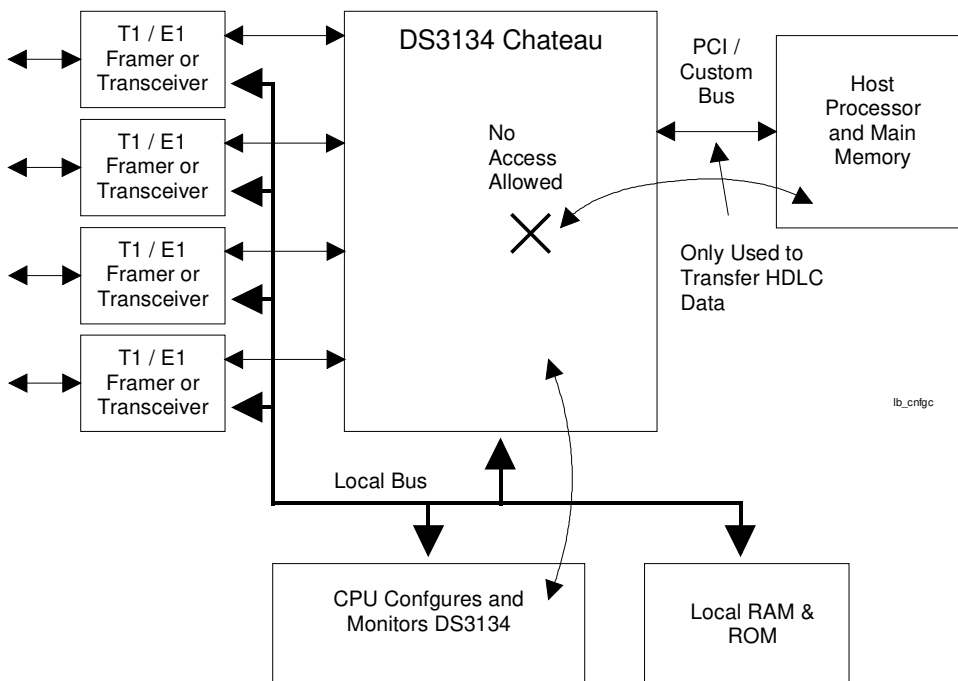 T1 / E1
Framer or
Transceiver
T1 / E1
Framer or
Transceiver
T1 / E1
Framer or
Transceiver
T1 / E1
Framer or
Transceiver
DS3134 Chateau
No
Access
Allowed
PCI /
Custom
Bus
Host
Processor
and Main
Memory
Only Used to
Transfer HDLC
Data
lb_cnfgc
Local Bus
CPU Confgures and
Monitors DS3134
Local RAM &
ROM